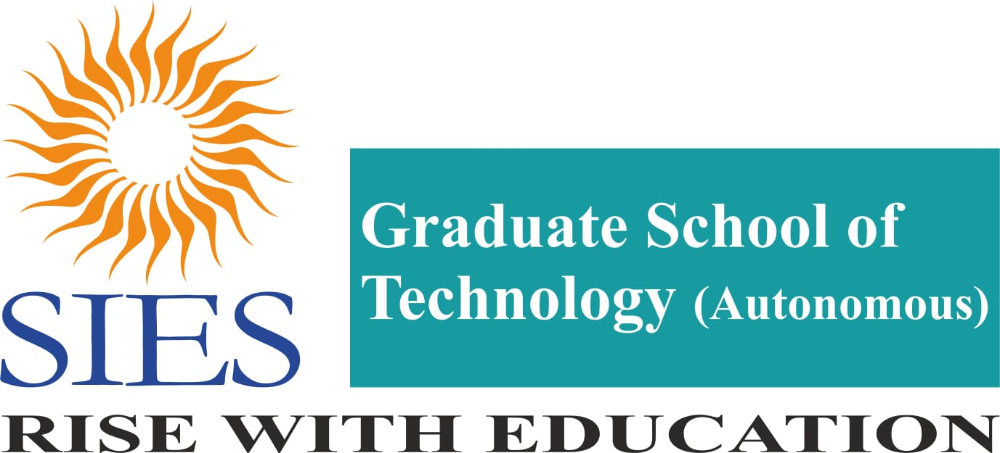 SIES
Graduate School of
Technology (Autonomous)
RISE WITH EDUCATION